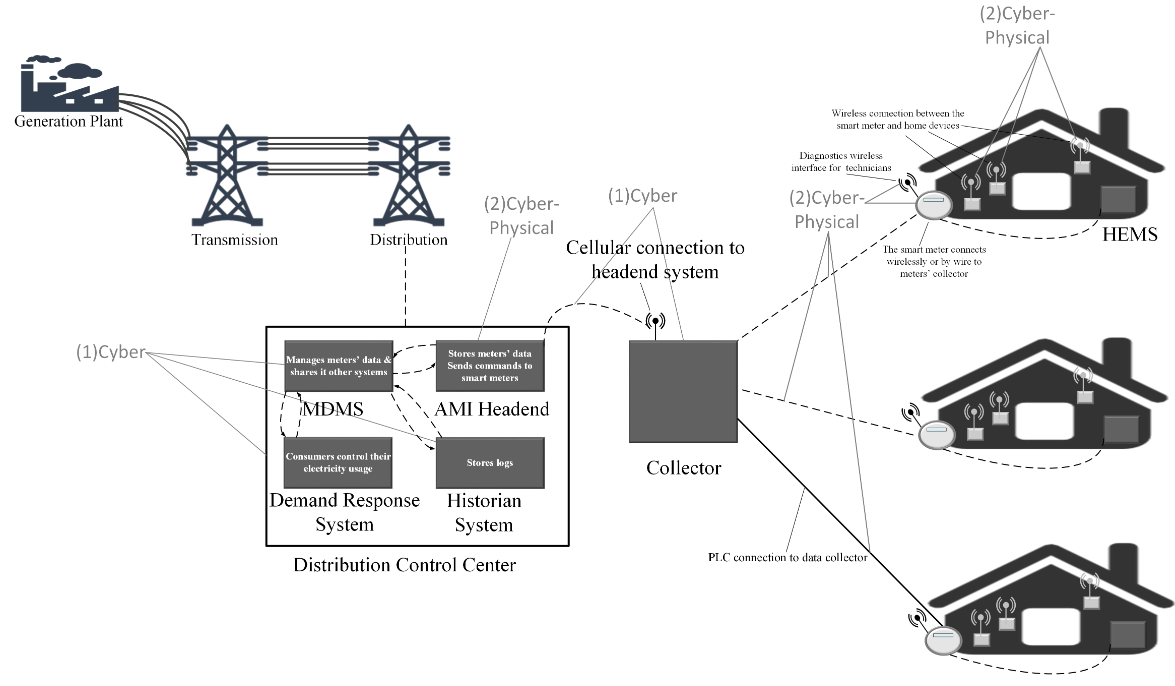 (2)Cyber-
Physical
Generation Plant
Wireless connection between the
smart meter and home devices
Diagnostics wireless
interface for technicians
(2)Cyber-
Physical
(1)Cyber
(2)Cyber-
Physical
Transmission
Distribution
HEMS
Cellular connection to
headend system
The smart meter connects
wirelessly or by wire to
meters' collector
(1)Cyber
Manages meters' data &
shares it other systems
MDMS
Stores meters' data
Sends commands to
smart meters
AMI Headend
Consumers control their
electricity usage
Demand Response
System
Stores logs
Historian
System
Collector
Distribution Control Center
PLC connection to data collector